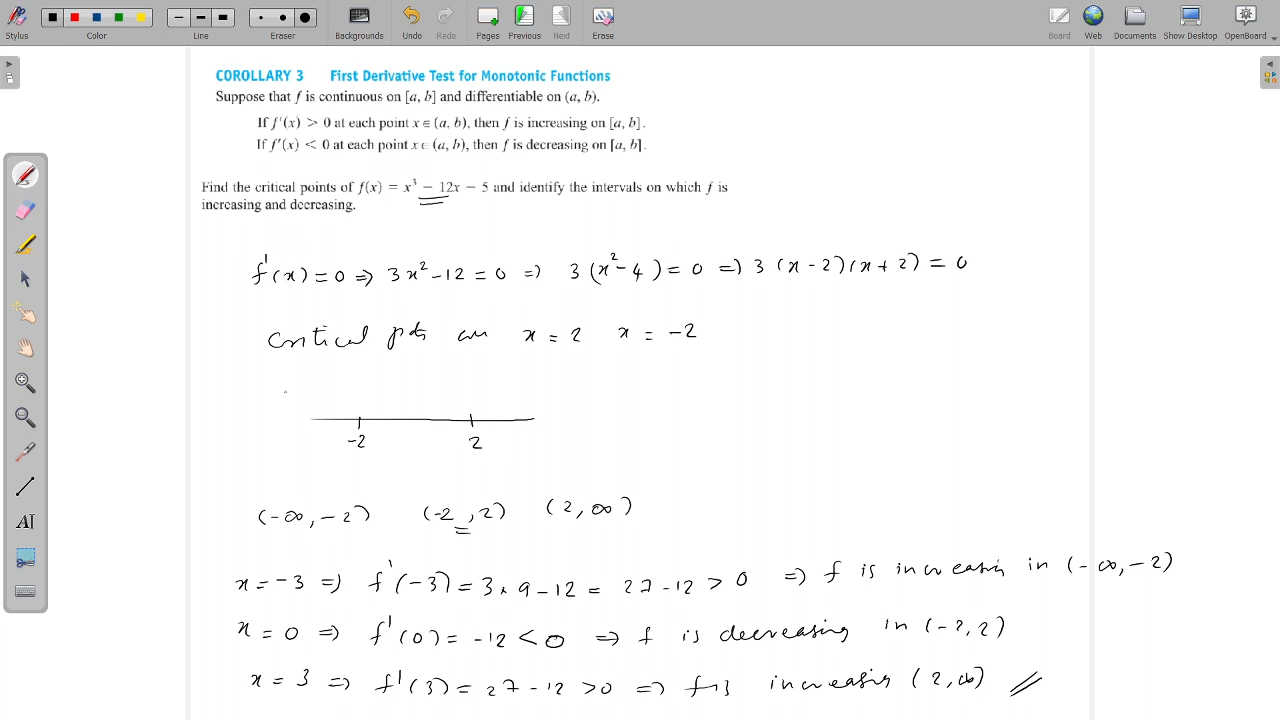 Stylus Color Line Eraser Backgrounds Undo Redo Pages Previous Next Erase Board Web Documents Show Desktop OpenBoard
COROLLARY 3 First Derivative Test for Monotonic Functions
Suppose that f is continuous on [a, b] and differentiable on (a, b).
If f′(x) > 0 at each point x ∈ (a, b), then f is increasing on [a, b].
If f′(x) < 0 at each point x ∈ (a, b), then f is decreasing on [a, b].
Find the critical points of f(x) = x³ − 12x − 5 and identify the intervals on which f is
increasing and decreasing.
f'(x) = 0 ⇒ 3x² − 12 = 0 ⇒ 3(x² − 4) = 0 ⇒ 3(x − 2)(x + 2) = 0
critical pts are x = 2 x = −2
−2 2
(−∞, −2) (−2, 2) (2, ∞)
x = −3 ⇒ f'(−3) = 3 × 9 − 12 = 27 − 12 > 0 ⇒ f is increasing in (−∞, −2)
x = 0 ⇒ f'(0) = −12 < 0 ⇒ f is decreasing in (−2, 2)
x = 3 ⇒ f'(3) = 27 − 12 > 0 ⇒ f is increasing (2, ∞)
AI